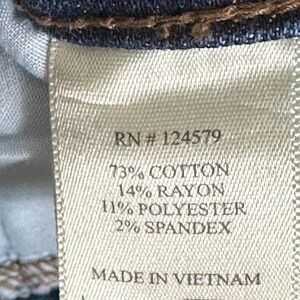 RN # 124579
73% COTTON
14% RAYON
11% POLYESTER
2% SPANDEX
MADE IN VIETNAM